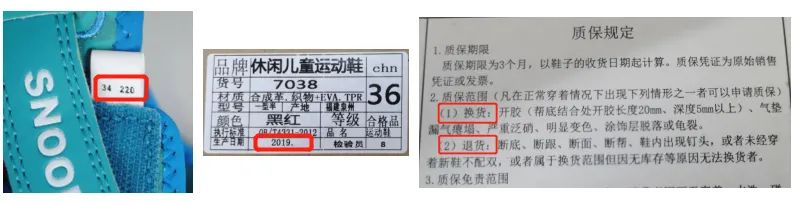 34 220
SNOO
品牌 休闲儿童运动鞋 chn
货号 7038
材质 合成革.织物+EVA.TPR 36
型号 一型半 产地 福建泉州
颜色 黑红 等级 合格品
执行标准 QB/T4331-2012 品名 运动鞋
生产日期 2019. 检验员 8
质保规定
1.质保期限
质保期限为3个月，以鞋子的收货日期起计算。质保凭证为原始销售
凭证或发票。
2.质保范围（凡在正常穿着情况下出现下列情形之一者可以申请质保）
（1）换货：开胶（帮底结合处开胶长度20mm、深度5mm以上）、气垫
漏气瘪塌、严重泛硝、明显变色、涂饰层脱落或龟裂。
（2）退货：断底、断跟、断面、断帮、鞋内出现钉头，或者未经穿
着新鞋不配双，或者属于换货范围但因无库存等原因无法换货者。
3.质保免责范围